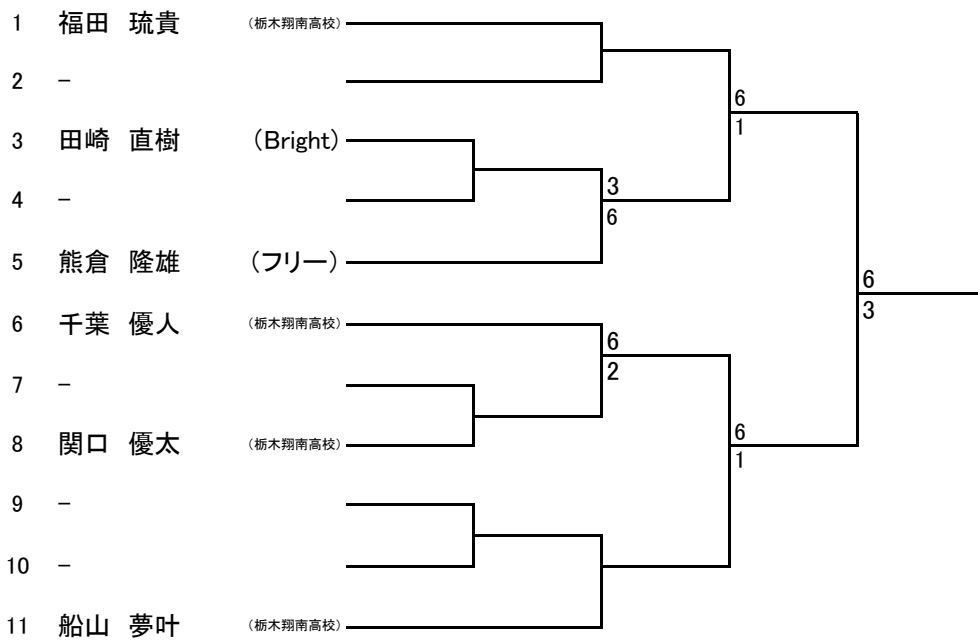 1 福田 琉貴 (栃木翔南高校)
2 -
6
1
3 田崎 直樹 (Bright)
3
6
4 -
5 熊倉 隆雄 (フリー)
6
3
6 千葉 優人 (栃木翔南高校)
6
2
7 -
8 関口 優太 (栃木翔南高校)
6
1
9 -
10 -
11 船山 夢叶 (栃木翔南高校)